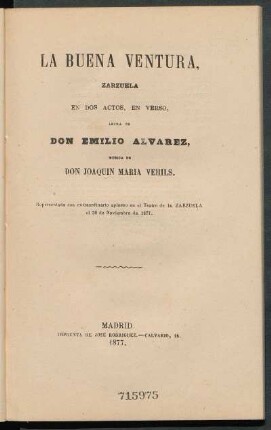 LA BUENA VENTURA,
ZARZUELA
EN DOS ACTOS, EN VERSO,
LETRA DE
DON EMILIO ALVAREZ,
MÚSICA DE
DON JOAQUIN MARIA VEHILS.
Representada con extraordinario aplauso en el Teatro de la ZARZUELA
el 28 de Noviembre de 1871.
MADRID.
IMPRENTA DE JOSÉ RODRIGUEZ.—CALVARIO, 18.
1877.
715975